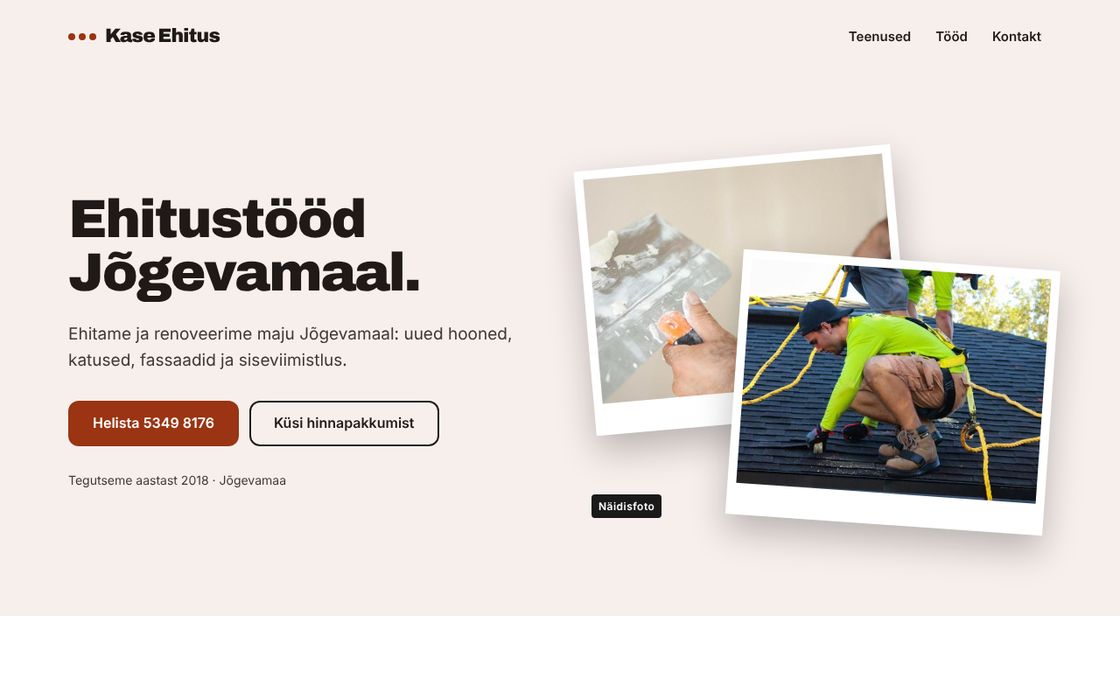 Kase Ehitus
Teenused Tööd Kontakt
Ehitustööd
Jõgevamaal.
Ehitame ja renoveerime maju Jõgevamaal: uued hooned,
katused, fassaadid ja siseviimistlus.
Helista 5349 8176 Küsi hinnapakkumist
Tegutseme aastast 2018 · Jõgevamaa
Näidisfoto